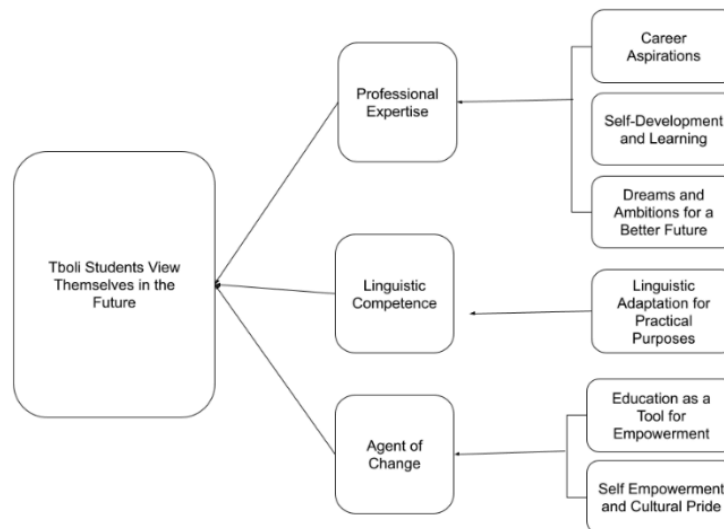 Tboli Students View
Themselves in the
Future
Professional
Expertise
Linguistic
Competence
Agent of
Change
Career
Aspirations
Self-Development
and Learning
Dreams and
Ambitions for a
Better Future
Linguistic
Adaptation for
Practical
Purposes
Education as a
Tool for
Empowerment
Self Empowerment
and Cultural Pride